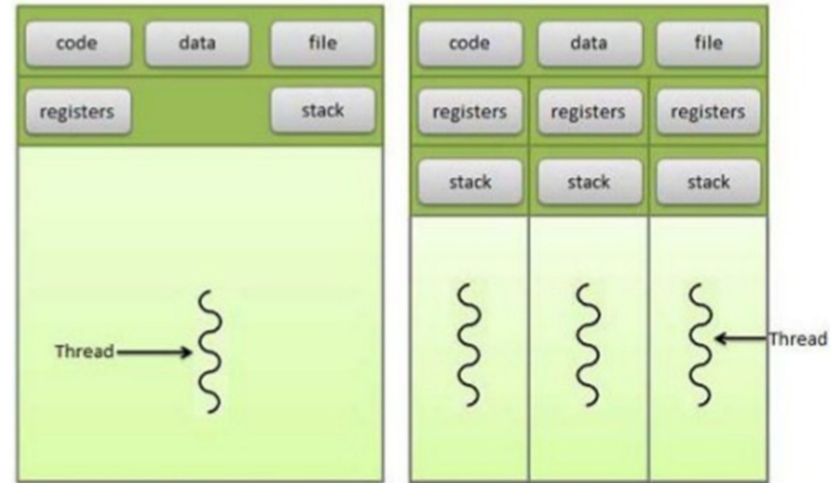 code data file
registers stack
Thread
code data file
registers registers registers
stack stack stack
Thread